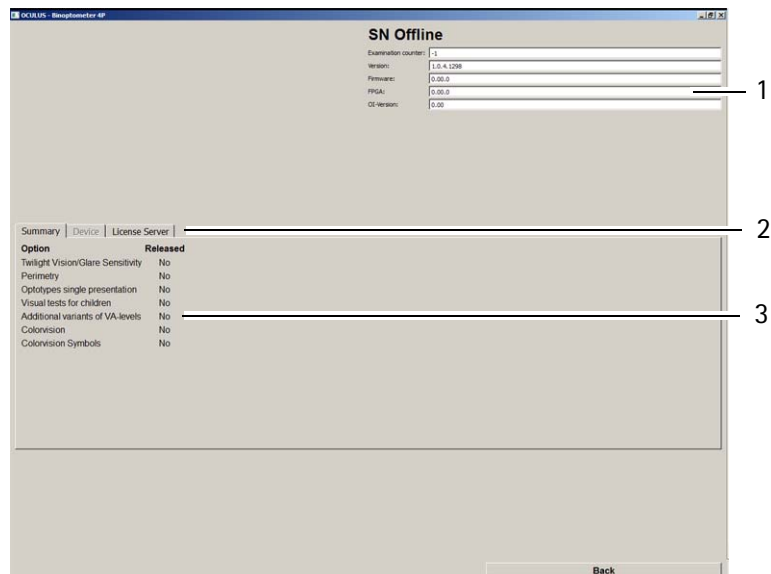 OCULUS - Binoptometer 4P
SN Offline
Examination counter: -1
Version: 1.0.4.1298
Firmware: 0.00.0
FPGA: 0.00.0
OI-Version: 0.00
1
Summary Device License Server
2
Option Released
Twilight Vision/Glare Sensitivity No
Perimetry No
Optotypes single presentation No
Visual tests for children No
Additional variants of VA-levels No
3
Colorvision No
Colorvision Symbols No
Back